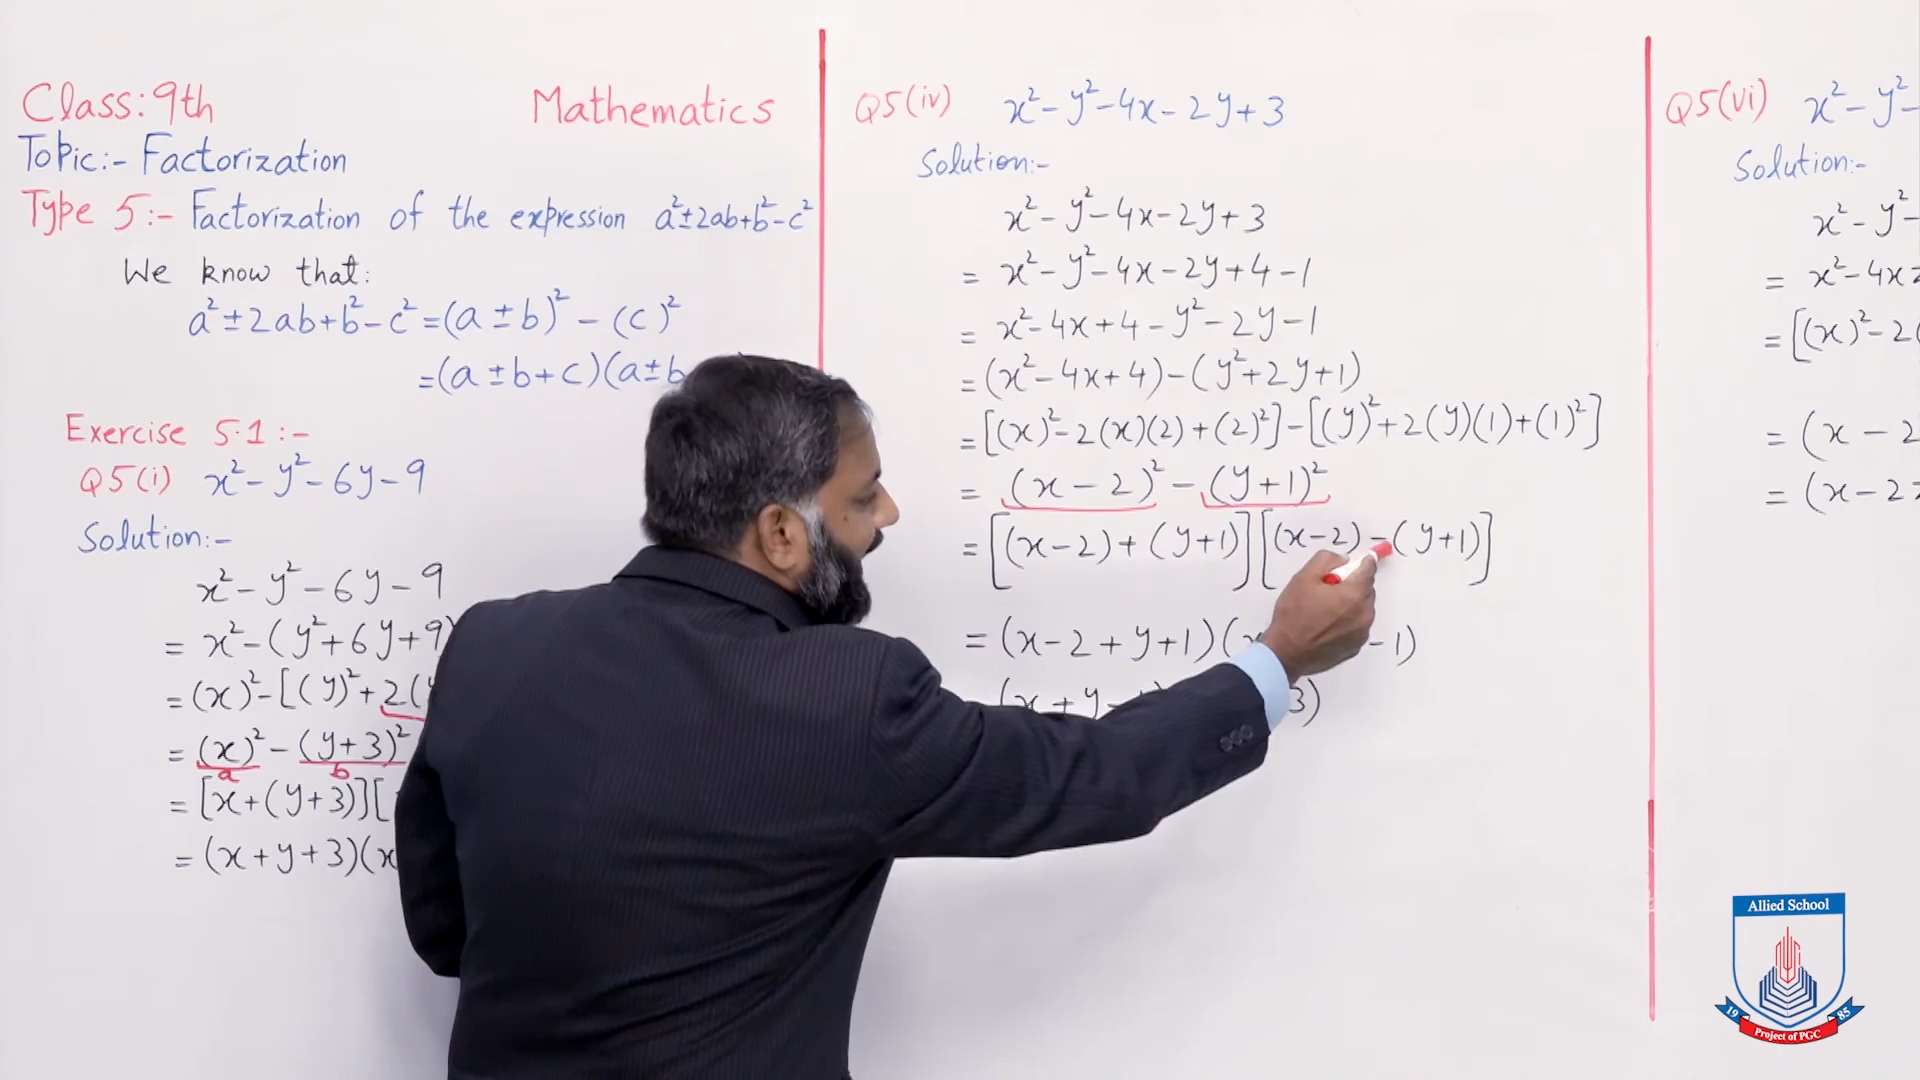 Class: 9th Mathematics
Topic:- Factorization
Type 5:- Factorization of the expression a²±2ab+b²-c²
We know that:
a²±2ab+b²-c²=(a±b)²-(c)²
=(a±b+c)(a±b
Exercise 5.1:-
Q5(i) x²-y²-6y-9
Solution:-
x²-y²-6y-9
= x²-(y²+6y+9)
=(x)²-[(y)²+2(
= (x)²-(y+3)²
a b
= [x+(y+3)][
= (x+y+3)(x
Q5(iv) x²-y²-4x-2y+3
Solution:-
x²-y²-4x-2y+3
= x²-y²-4x-2y+4-1
= x²-4x+4-y²-2y-1
=(x²-4x+4)-(y²+2y+1)
=[(x)²-2(x)(2)+(2)²]-[(y)²+2(y)(1)+(1)²]
= (x-2)²-(y+1)²
=[(x-2)+(y+1)][(x-2)-(y+1)]
=(x-2+y+1)( -1)
(x+y- 3)
Q5(vi) x²-y²-
Solution:-
x²-y²-
= x²-4x
=[(x)²-2(
= (x-2
= (x-2
Allied School
19 85
Project of PGC